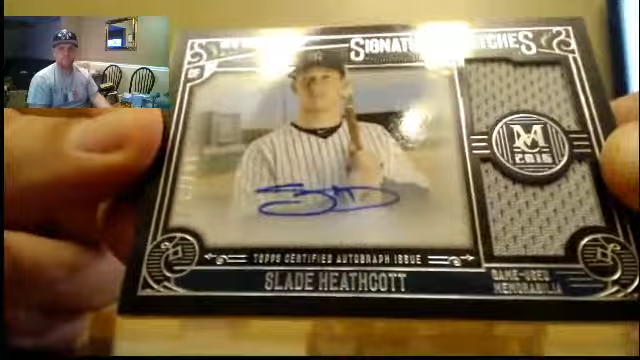 SIGNATURE SWATCHES
MC
2016
TOPPS CERTIFIED AUTOGRAPH ISSUE
SLADE HEATHCOTT
GAME-USED
MEMORABILIA